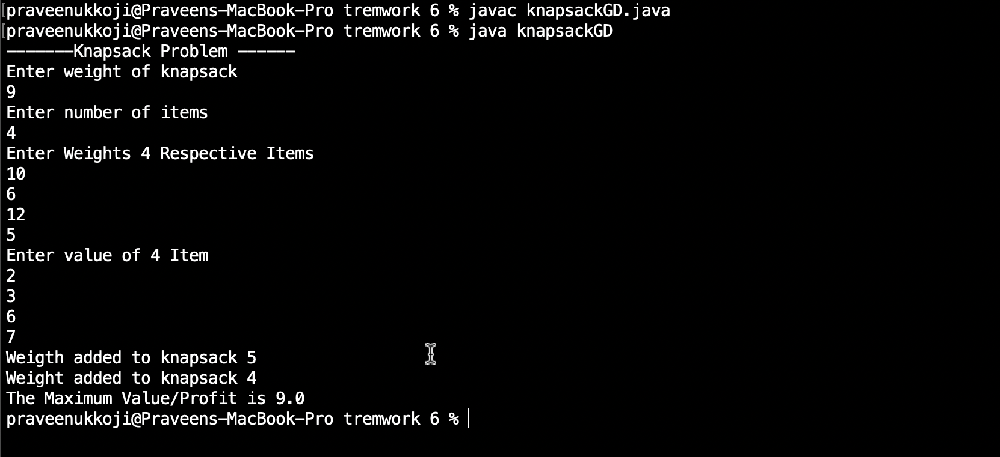 praveenukkoji@Praveens-MacBook-Pro tremwork 6 % javac knapsackGD.java
praveenukkoji@Praveens-MacBook-Pro tremwork 6 % java knapsackGD
-------Knapsack Problem ------
Enter weight of knapsack
9
Enter number of items
4
Enter Weights 4 Respective Items
10
6
12
5
Enter value of 4 Item
2
3
6
7
Weigth added to knapsack 5
Weight added to knapsack 4
The Maximum Value/Profit is 9.0
praveenukkoji@Praveens-MacBook-Pro tremwork 6 %